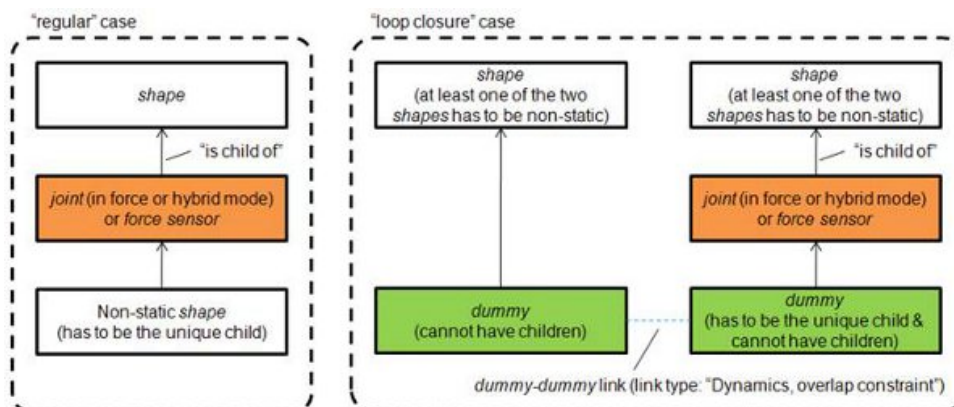 "regular" case
shape
"is child of"
joint (in force or hybrid mode)
or force sensor
Non-static shape
(has to be the unique child)
"loop closure" case
shape
(at least one of the two
shapes has to be non-static)
shape
(at least one of the two
shapes has to be non-static)
"is child of"
joint (in force or hybrid mode)
or force sensor
dummy
(cannot have children)
dummy
(has to be the unique child &
cannot have children)
dummy-dummy link (link type: "Dynamics, overlap constraint")